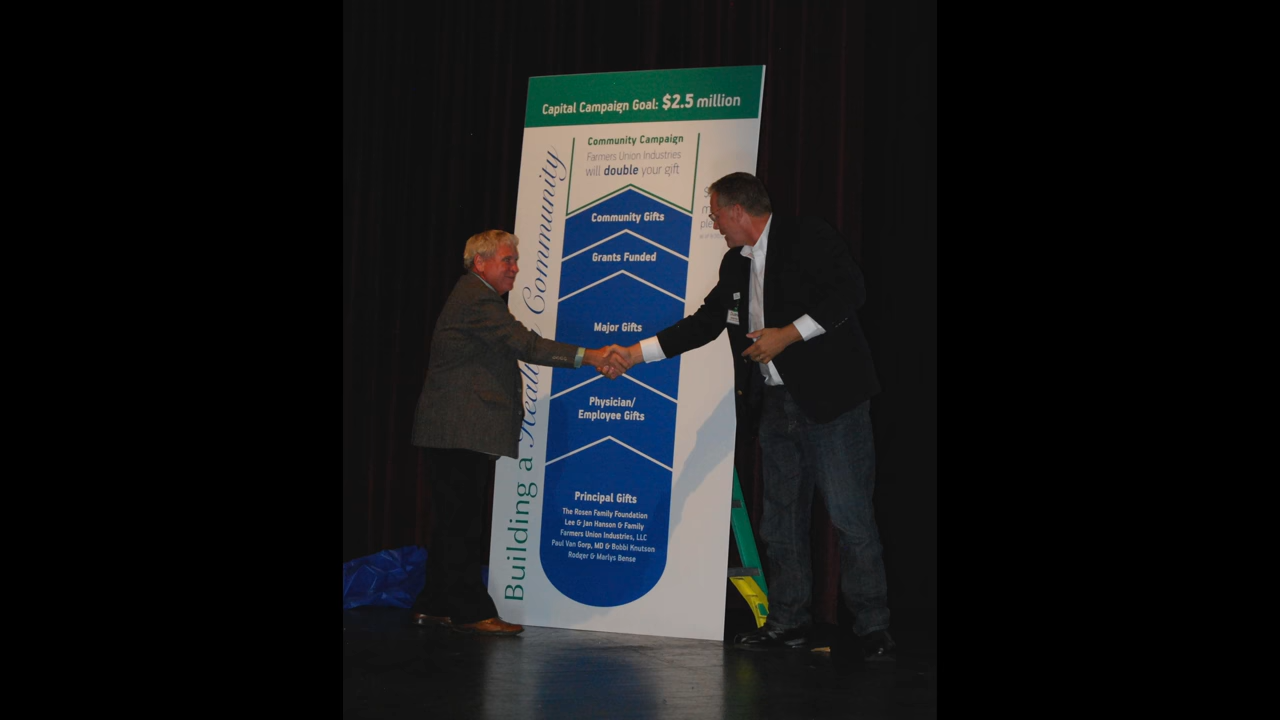 Capital Campaign Goal: $2.5 million
Community Campaign
Farmers Union Industries
will double your gift
Community Gifts
Grants Funded
Major Gifts
Physician/
Employee Gifts
Principal Gifts
The Rosen Family Foundation
Lee & Jan Hanson & Family
Farmers Union Industries, LLC
Paul Van Gorp, MD & Bobbi Knutson
Rodger & Marlys Bense
Building a Community